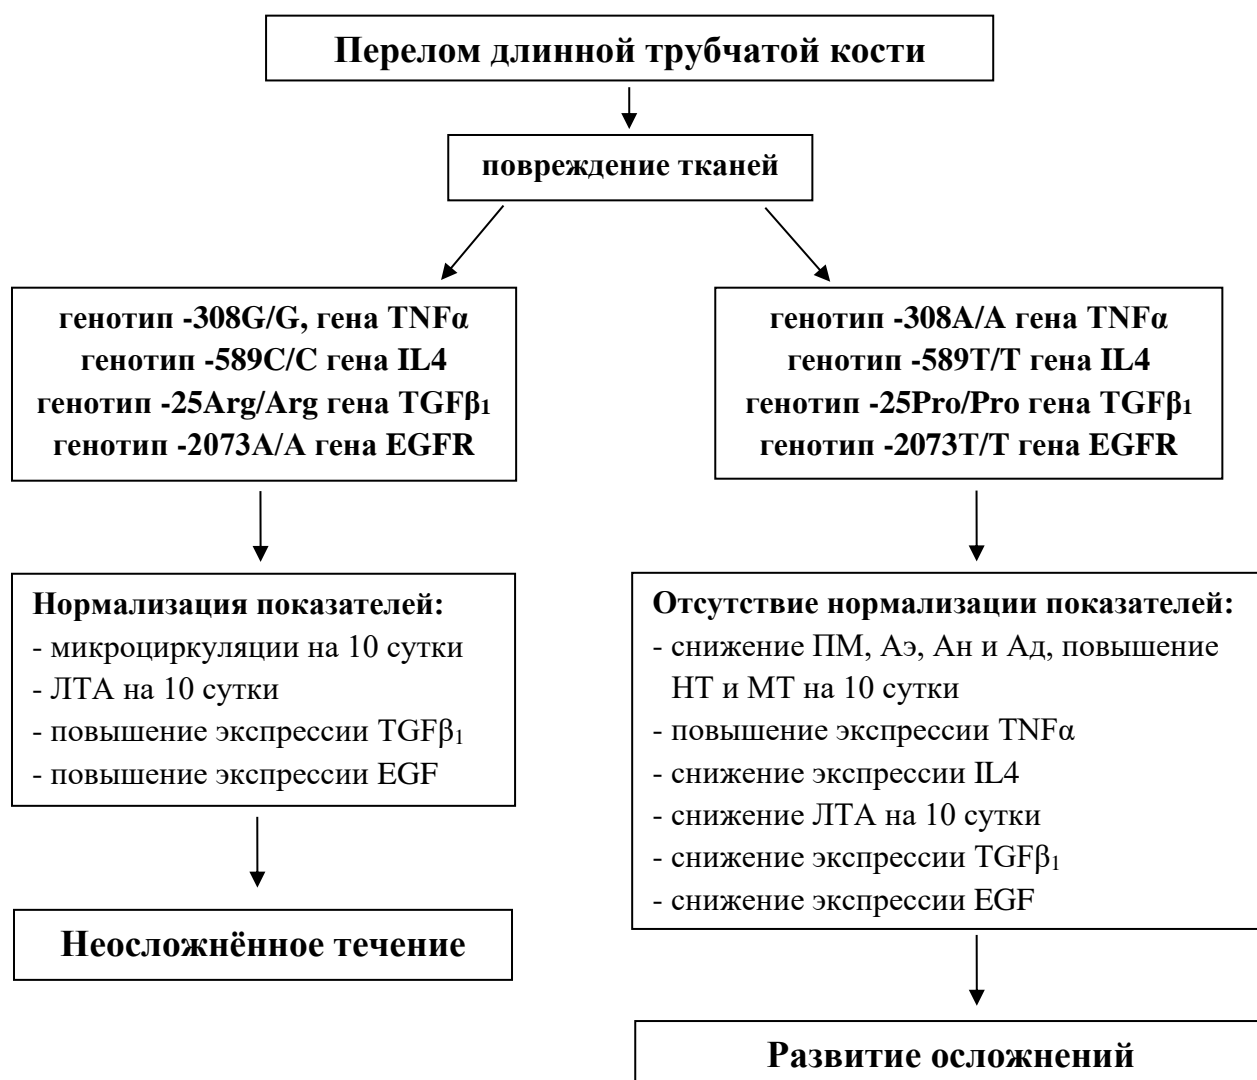 Перелом длинной трубчатой кости
повреждение тканей
генотип -308G/G, гена TNFα
генотип -589C/C гена IL4
генотип -25Arg/Arg гена TGFβ₁
генотип -2073A/A гена EGFR
генотип -308A/A гена TNFα
генотип -589T/T гена IL4
генотип -25Pro/Pro гена TGFβ₁
генотип -2073T/T гена EGFR
Нормализация показателей:
- микроциркуляции на 10 сутки
- ЛТА на 10 сутки
- повышение экспрессии TGFβ₁
- повышение экспрессии EGF
Отсутствие нормализации показателей:
- снижение ПМ, Аэ, Ан и Ад, повышение
НТ и МТ на 10 сутки
- повышение экспрессии TNFα
- снижение экспрессии IL4
- снижение ЛТА на 10 сутки
- снижение экспрессии TGFβ₁
- снижение экспрессии EGF
Неосложнённое течение
Развитие осложнений